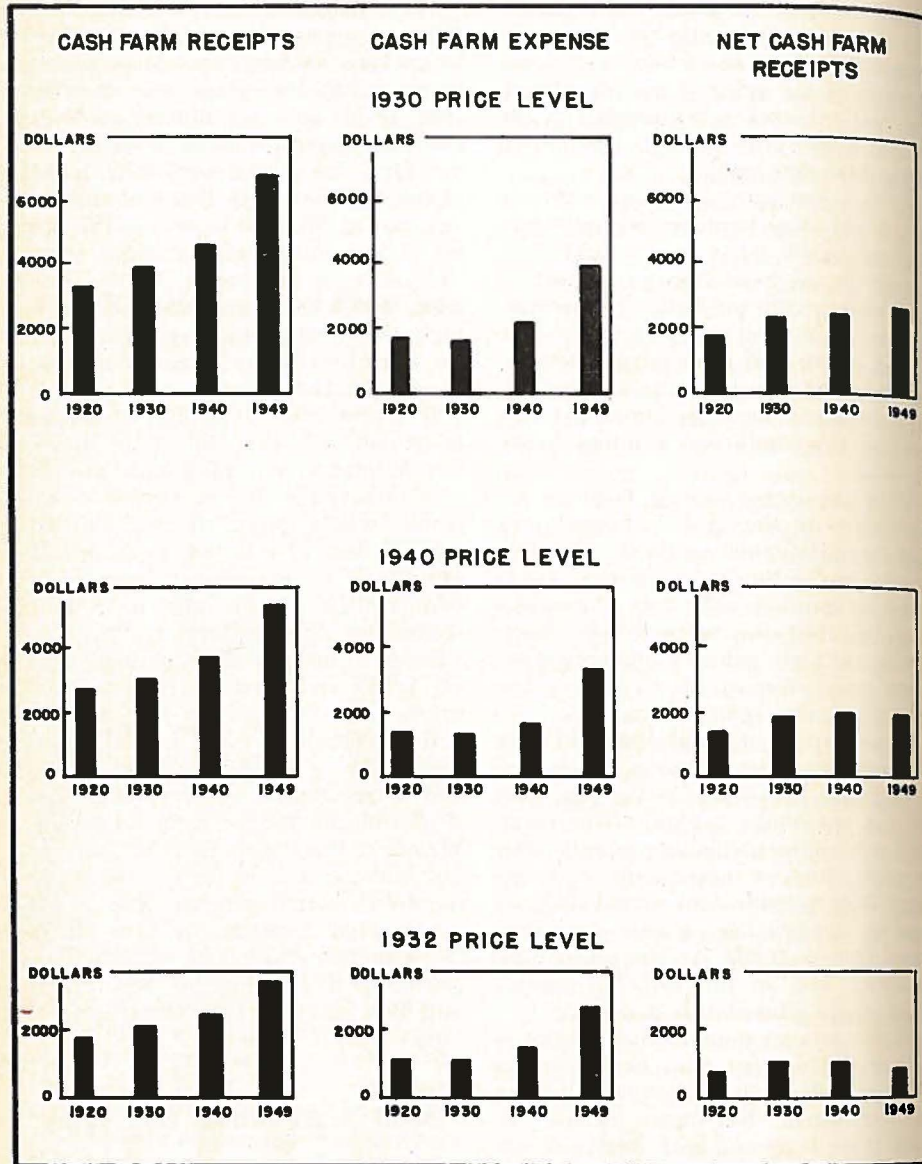 CASH FARM RECEIPTS CASH FARM EXPENSE NET CASH FARM
RECEIPTS
1930 PRICE LEVEL
DOLLARS DOLLARS DOLLARS
6000 6000 6000
4000 4000 4000
2000 2000 2000
0 0 0
1920 1930 1940 1949 1920 1930 1940 1949 1920 1930 1940 1949
1940 PRICE LEVEL
DOLLARS DOLLARS DOLLARS
4000 4000 4000
2000 2000 2000
0 0 0
1920 1930 1940 1949 1920 1930 1940 1949 1920 1930 1940 1949
1932 PRICE LEVEL
DOLLARS DOLLARS DOLLARS
2000 2000 2000
0 0 0
1920 1930 1940 1949 1920 1930 1940 1949 1920 1930 1940 1949